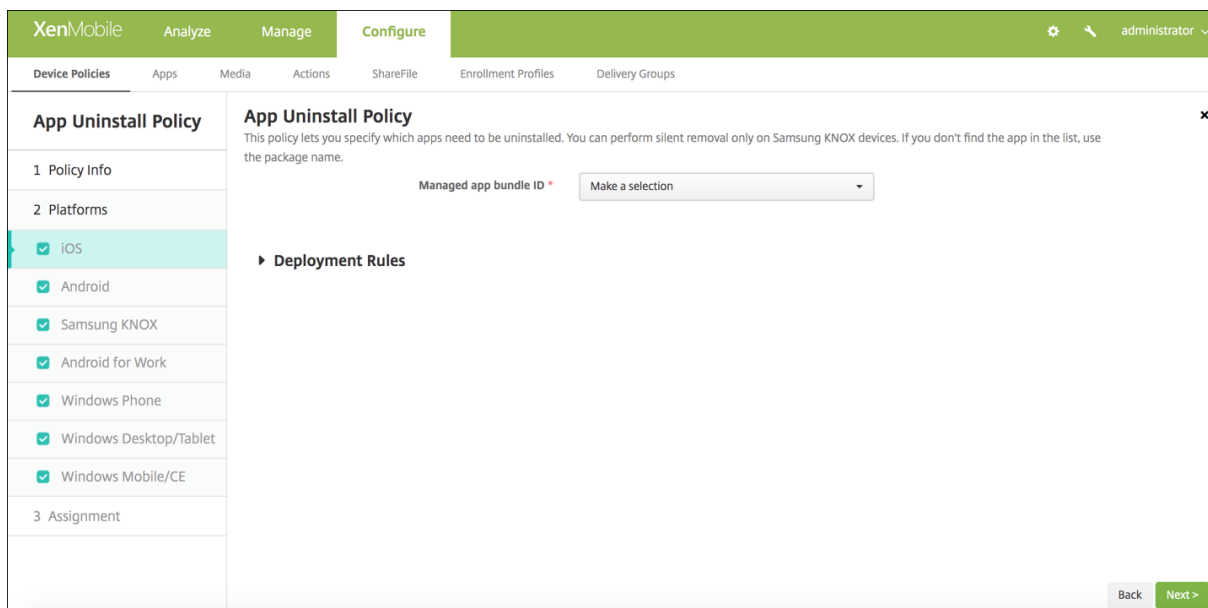 XenMobile Analyze Manage Configure administrator
Device Policies Apps Media Actions ShareFile Enrollment Profiles Delivery Groups
App Uninstall Policy
1 Policy Info
2 Platforms
iOS
Android
Samsung KNOX
Android for Work
Windows Phone
Windows Desktop/Tablet
Windows Mobile/CE
3 Assignment
App Uninstall Policy
This policy lets you specify which apps need to be uninstalled. You can perform silent removal only on Samsung KNOX devices. If you don't find the app in the list, use
the package name.
Managed app bundle ID * Make a selection
Deployment Rules
Back Next >